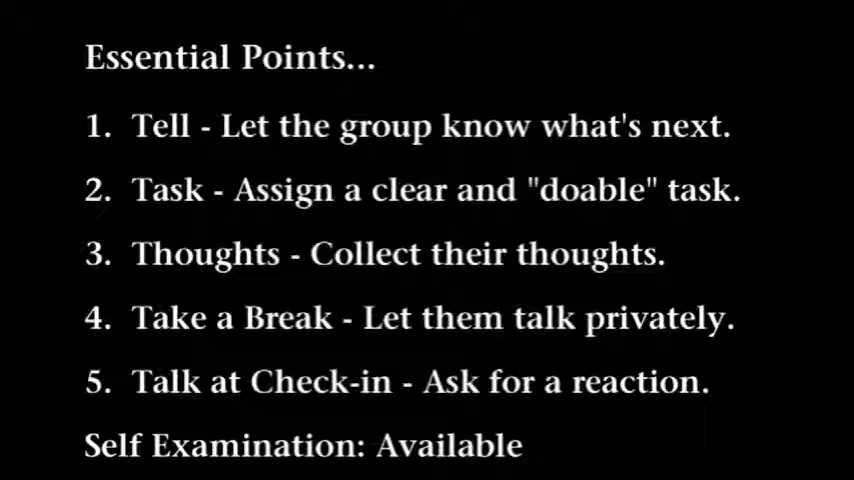 Essential Points...
1. Tell - Let the group know what's next.
2. Task - Assign a clear and "doable" task.
3. Thoughts - Collect their thoughts.
4. Take a Break - Let them talk privately.
5. Talk at Check-in - Ask for a reaction.
Self Examination: Available